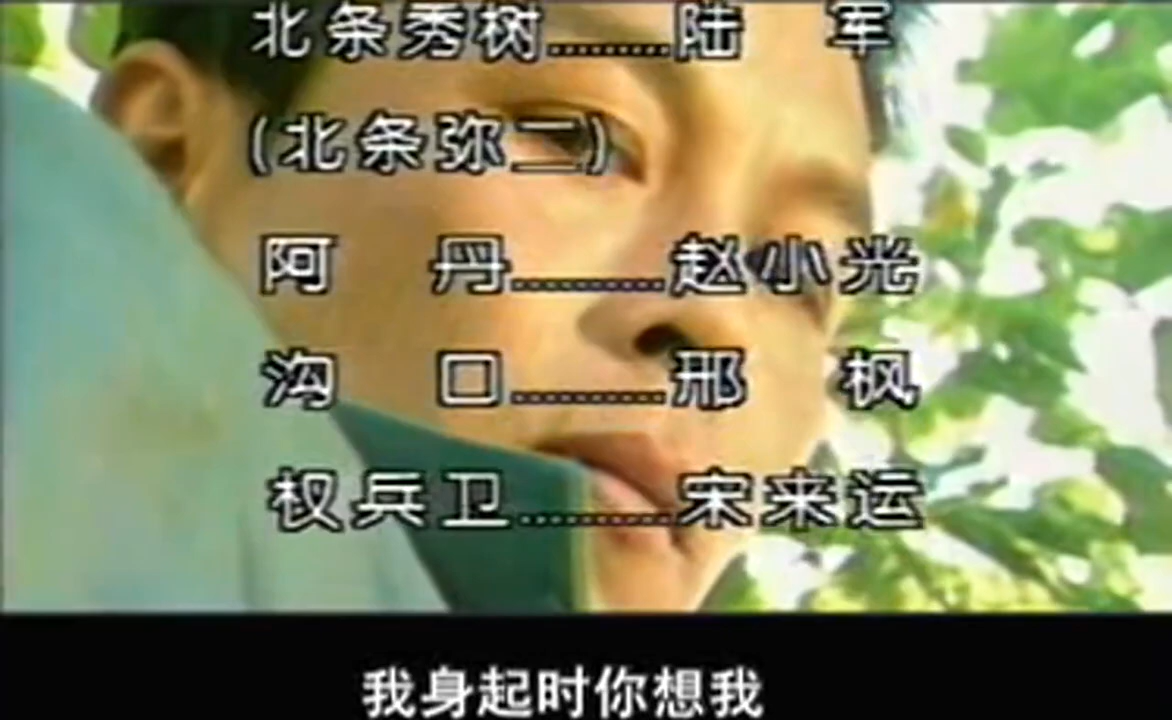 北条秀树………陆 军
(北条弥二)
阿 丹…………赵小光
沟 口…………邢 枫
权兵卫…………宋来运
我身起时你想我